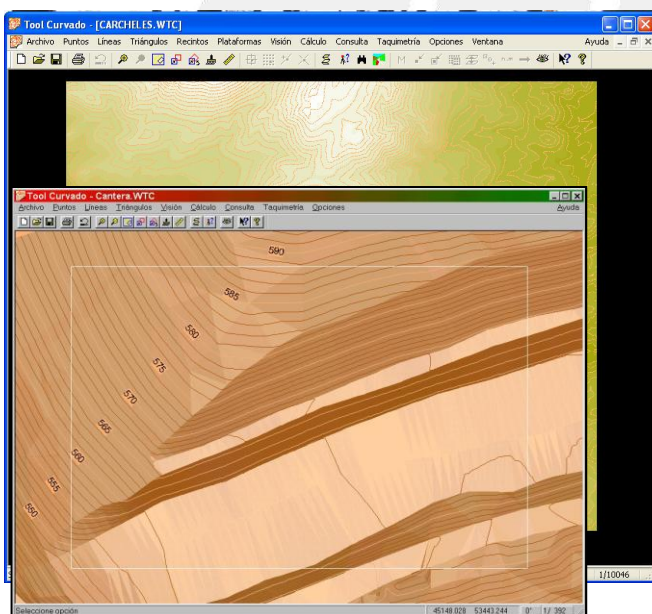 Tool Curvado - [CARCHELES.WTC]
Archivo Puntos Líneas Triángulos Recintos Plataformas Visión Cálculo Consulta Taquimetría Opciones Ventana Ayuda
Tool Curvado - Cantera.WTC
Archivo Puntos Líneas Triángulos Visión Cálculo Consulta Taquimetría Opciones Ayuda
590
585
580
575
570
565
560
555
550
Seleccione opción 45148.028 53443.244 0° 1/ 392
1/10046